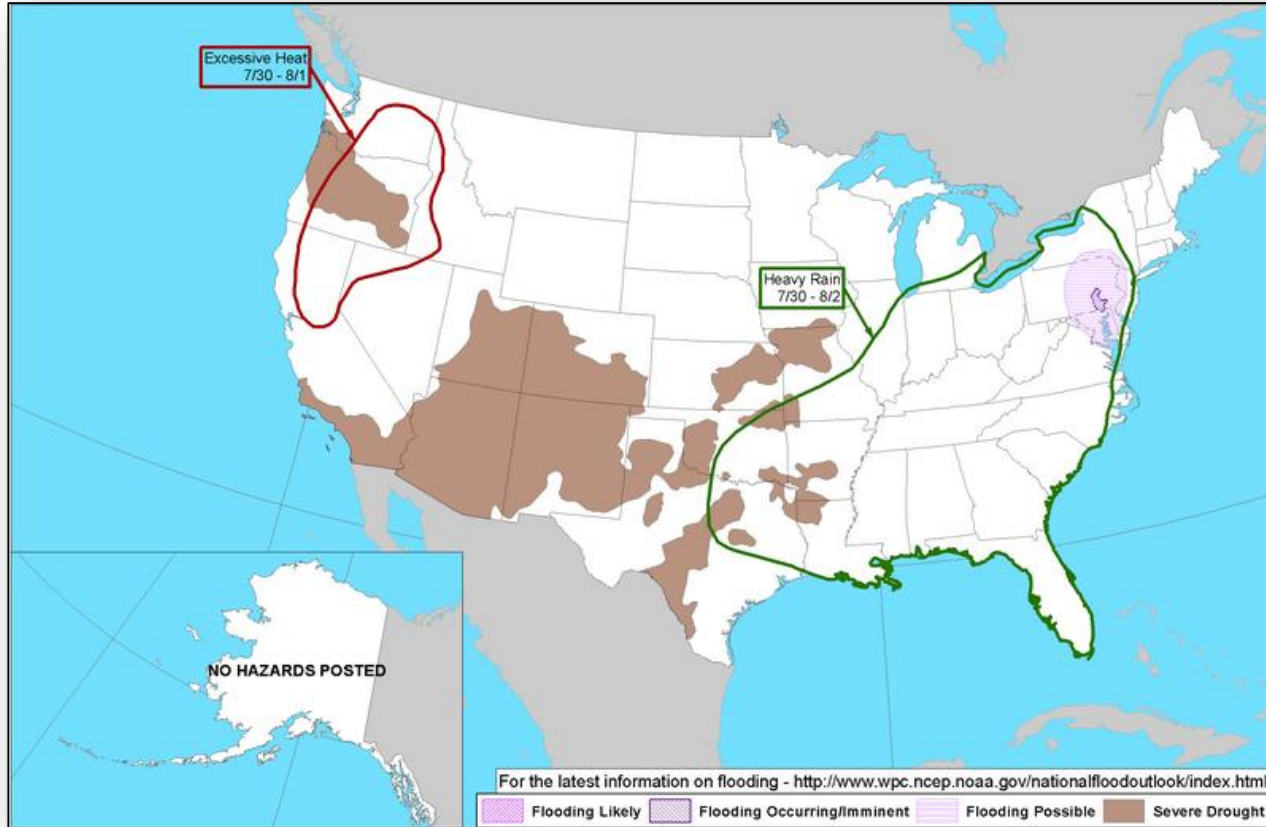 Excessive Heat
7/30 - 8/1
Heavy Rain
7/30 - 8/2
NO HAZARDS POSTED
For the latest information on flooding - http://www.wpc.ncep.noaa.gov/nationalfloodoutlook/index.html
Flooding Likely Flooding Occurring/Imminent Flooding Possible Severe Drought